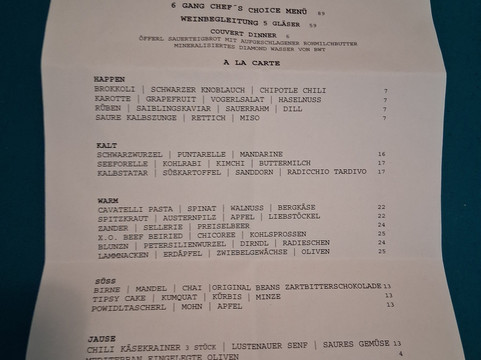 6 GANG CHEF'S CHOICE MENÜ 89
WEINBEGLEITUNG 5 GLÄSER 59
COUVERT DINNER 6
ÖFFERL SAUERTEIGBROT MIT AUFGESCHLAGENER ROHMILCHBUTTER
MINERALISIERTES DIAMOND WASSER VOM BWT
A LA CARTE
HAPPEN
BROKKOLI | SCHWARZER KNOBLAUCH | CHIPOTLE CHILI 7
KAROTTE | GRAPEFRUIT | VOGERLSALAT | HASELNUSS 7
RÜBEN | SAIBLINGSKAVIAR | SAUERRAHM | DILL 7
SAURE KALBSZUNGE | RETTICH | MISO 7
KALT
SCHWARZWURZEL | PUNTARELLE | MANDARINE 16
SEEFORELLE | KOHLRABI | KIMCHI | BUTTERMILCH 17
KALBSTATAR | SÜßKARTOFFEL | SANDDORN | RADICCHIO TARDIVO 17
WARM
CAVATELLI PASTA | SPINAT | WALNUSS | BERGKÄSE 22
SPITZKRAUT | AUSTERNPILZ | APFEL | LIEBSTÖCKEL 22
ZANDER | SELLERIE | PREISELBEER 24
X.O. BEEF BEIRIED | CHICOREE | KOHLSPROSSEN 25
BLUNZN | PETERSILIENWURZEL | DIRNDL | RADIESCHEN 24
LAMMNACKEN | ERDÄPFEL | ZWIEBELGEWÄCHSE | OLIVEN 25
SÜSS
BIRNE | MANDEL | CHAI |ORIGINAL BEANS ZARTBITTERSCHOKOLADE 13
TIPSY CAKE | KUMQUAT | KÜRBIS | MINZE 13
POWIDLTASCHERL | MOHN | APFEL 13
JAUSE
CHILI KÄSEKRAINER 3 STÜCK | LUSTENAUER SENF | SAURES GEMÜSE 13
MEDITERRAN EINGELEGTE OLIVEN 4